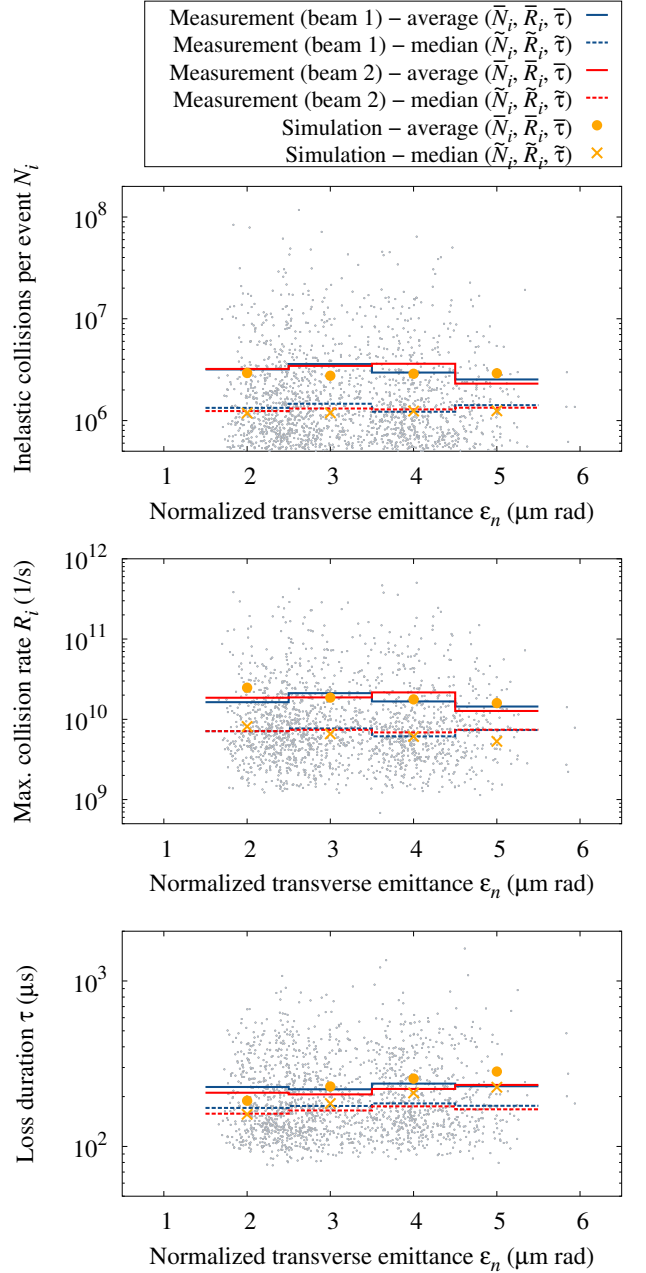 Measurement (beam 1) – average (N̄ᵢ, R̄ᵢ, τ̄)
Measurement (beam 1) – median (Ñᵢ, R̃ᵢ, τ̃)
Measurement (beam 2) – average (N̄ᵢ, R̄ᵢ, τ̄)
Measurement (beam 2) – median (Ñᵢ, R̃ᵢ, τ̃)
Simulation – average (N̄ᵢ, R̄ᵢ, τ̄)
Simulation – median (Ñᵢ, R̃ᵢ, τ̃)
Inelastic collisions per event Nᵢ
10⁸
10⁷
10⁶
1 2 3 4 5 6
Normalized transverse emittance εₙ (μm rad)
Max. collision rate Rᵢ (1/s)
10¹²
10¹¹
10¹⁰
10⁹
1 2 3 4 5 6
Normalized transverse emittance εₙ (μm rad)
Loss duration τ (μs)
10³
10²
1 2 3 4 5 6
Normalized transverse emittance εₙ (μm rad)